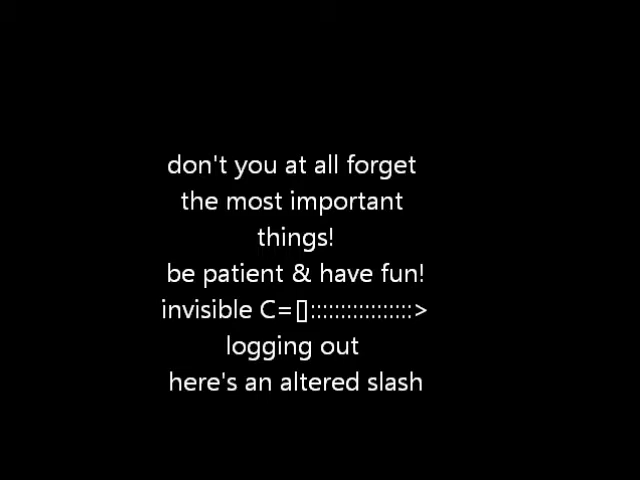 don't you at all forget
the most important
things!
be patient & have fun!
invisible C=[]:::::::::::::::::>
logging out
here's an altered slash